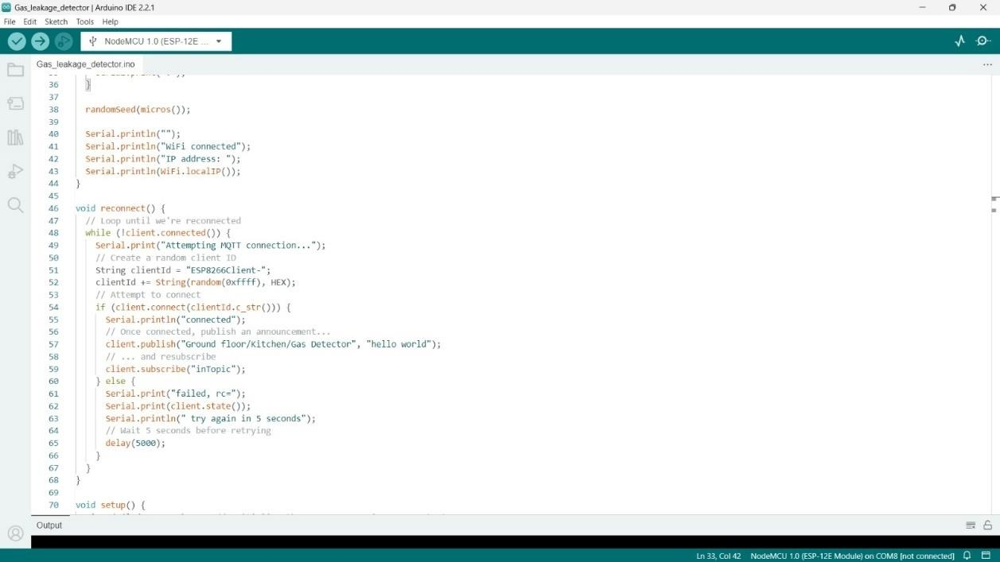 Gas_leakage_detector | Arduino IDE 2.2.1
File Edit Sketch Tools Help
NodeMCU 1.0 (ESP-12E ...
Gas_leakage_detector.ino
36 }
37
38 randomSeed(micros());
39
40 Serial.println("");
41 Serial.println("WiFi connected");
42 Serial.println("IP address: ");
43 Serial.println(WiFi.localIP());
44 }
45
46 void reconnect() {
47 // Loop until we're reconnected
48 while (!client.connected()) {
49 Serial.print("Attempting MQTT connection...");
50 // Create a random client ID
51 String clientId = "ESP8266Client-";
52 clientId += String(random(0xffff), HEX);
53 // Attempt to connect
54 if (client.connect(clientId.c_str())) {
55 Serial.println("connected");
56 // Once connected, publish an announcement...
57 client.publish("Ground floor/Kitchen/Gas Detector", "hello world");
58 // ... and resubscribe
59 client.subscribe("inTopic");
60 } else {
61 Serial.print("failed, rc=");
62 Serial.print(client.state());
63 Serial.println(" try again in 5 seconds");
64 // Wait 5 seconds before retrying
65 delay(5000);
66 }
67 }
68 }
69
70 void setup() {
Output
Ln 33, Col 42 NodeMCU 1.0 (ESP-12E Module) on COM8 [not connected]